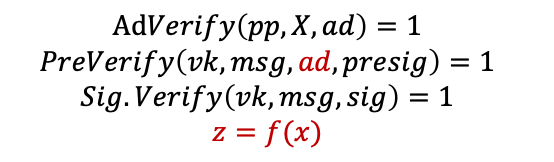 AdVerify(pp, X, ad) = 1
PreVerify(vk, msg, ad, presig) = 1
Sig. Verify(vk, msg, sig) = 1
z = f(x)